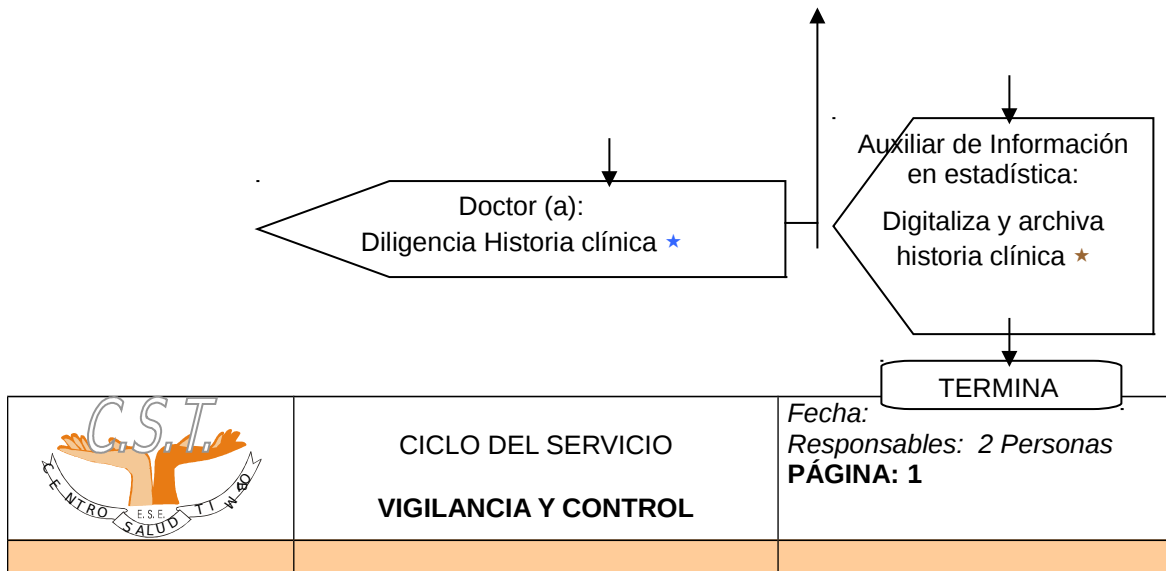 Doctor (a):
Diligencia Historia clínica ★
Auxiliar de Información
en estadística:
Digitaliza y archiva
historia clínica ★
TERMINA
C.S.T.
CENTRO SALUD TIMBO
E.S.E.
CICLO DEL SERVICIO
VIGILANCIA Y CONTROL
Fecha:
Responsables: 2 Personas
PÁGINA: 1